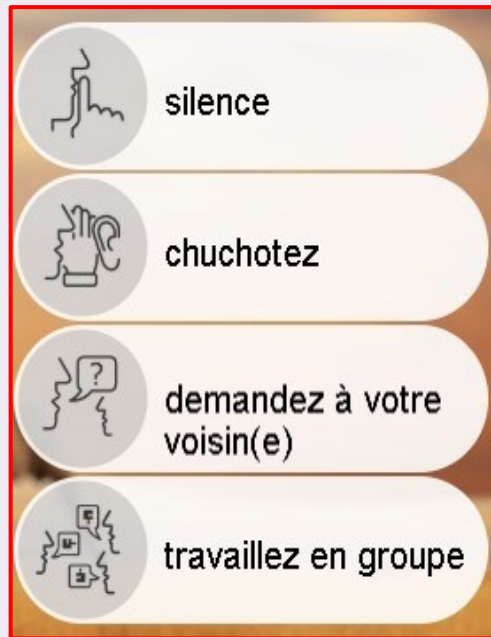 silence
chuchotez
?
demandez à votre
voisin(e)
travaillez en groupe